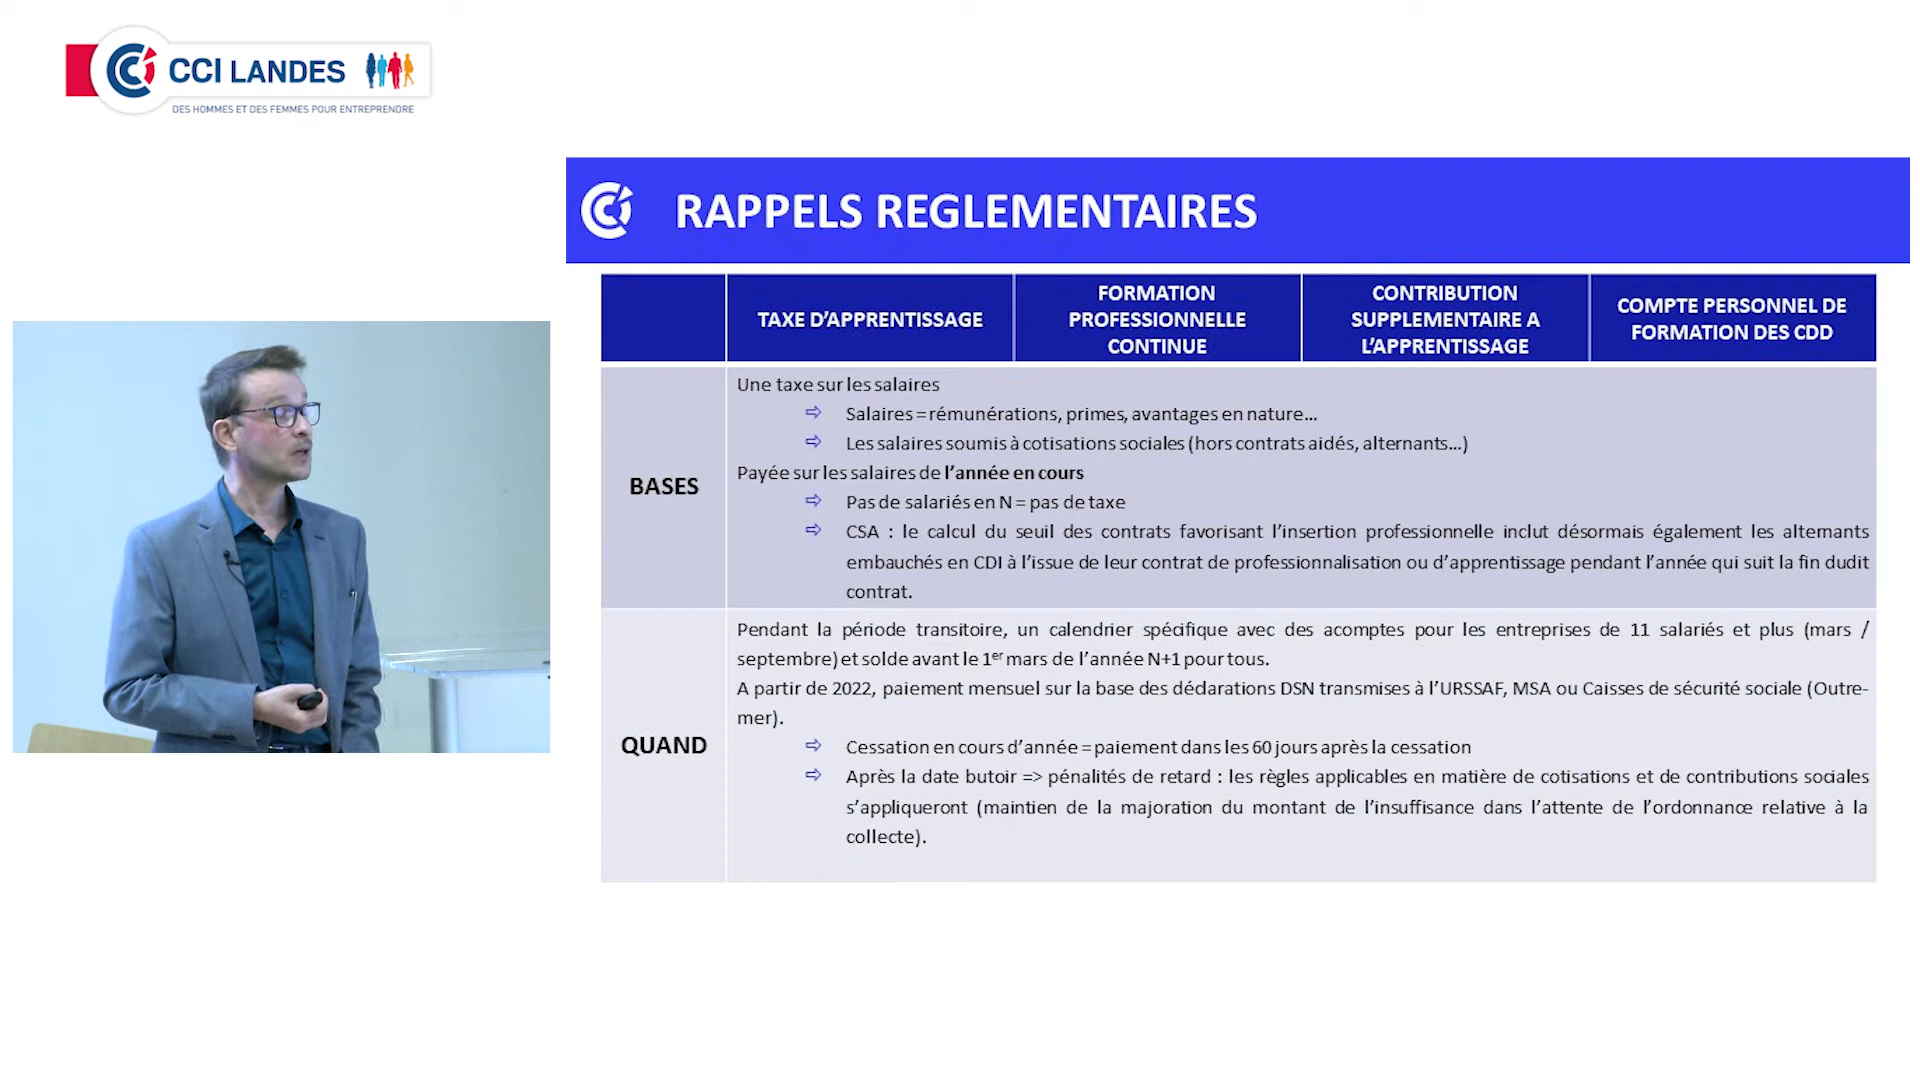 CCI LANDES
DES HOMMES ET DES FEMMES POUR ENTREPRENDRE
RAPPELS REGLEMENTAIRES
TAXE D’APPRENTISSAGE
FORMATION
PROFESSIONNELLE
CONTINUE
CONTRIBUTION
SUPPLEMENTAIRE A
L’APPRENTISSAGE
COMPTE PERSONNEL DE
FORMATION DES CDD
BASES
Une taxe sur les salaires
⇨ Salaires = rémunérations, primes, avantages en nature…
⇨ Les salaires soumis à cotisations sociales (hors contrats aidés, alternants…)
Payée sur les salaires de l’année en cours
⇨ Pas de salariés en N = pas de taxe
⇨ CSA : le calcul du seuil des contrats favorisant l’insertion professionnelle inclut désormais également les alternants
embauchés en CDI à l’issue de leur contrat de professionnalisation ou d’apprentissage pendant l’année qui suit la fin dudit
contrat.
QUAND
Pendant la période transitoire, un calendrier spécifique avec des acomptes pour les entreprises de 11 salariés et plus (mars /
septembre) et solde avant le 1er mars de l’année N+1 pour tous.
A partir de 2022, paiement mensuel sur la base des déclarations DSN transmises à l’URSSAF, MSA ou Caisses de sécurité sociale (Outre-
mer).
⇨ Cessation en cours d’année = paiement dans les 60 jours après la cessation
⇨ Après la date butoir => pénalités de retard : les règles applicables en matière de cotisations et de contributions sociales
s’appliqueront (maintien de la majoration du montant de l’insuffisance dans l’attente de l’ordonnance relative à la
collecte).